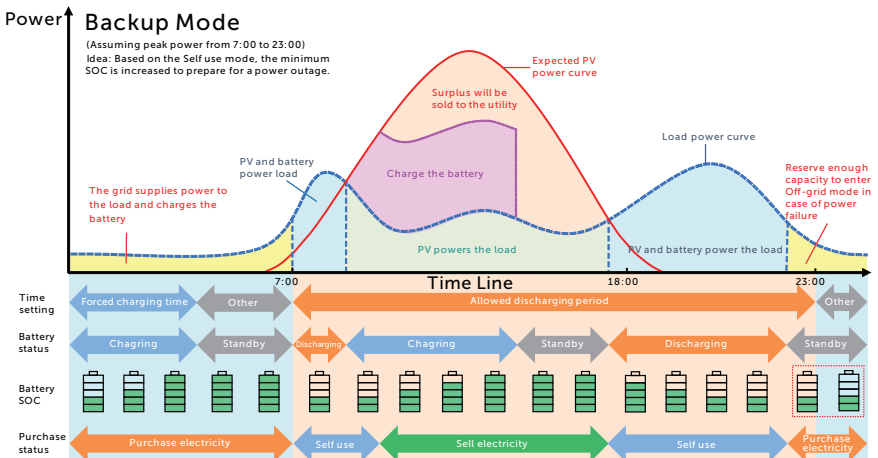 Power
Backup Mode
(Assuming peak power from 7:00 to 23:00)
Idea: Based on the Self use mode, the minimum
SOC is increased to prepare for a power outage.
Expected PV
power curve
Surplus will be
sold to the utility
Load power curve
PV and battery
power load
Charge the battery
Reserve enough
capacity to enter
Off-grid mode in
case of power
failure
The grid supplies power to
the load and charges the
battery
PV powers the load
PV and battery power the load
7:00
Time Line
18:00
23:00
Time
setting
Forced charging time
Other
Allowed discharging period
Other
Battery
status
Chagring
Standby
Discharging
Chagring
Standby
Discharging
Standby
Battery
SOC
Purchase
status
Purchase electricity
Self use
Sell electricity
Self use
Purchase
electricity